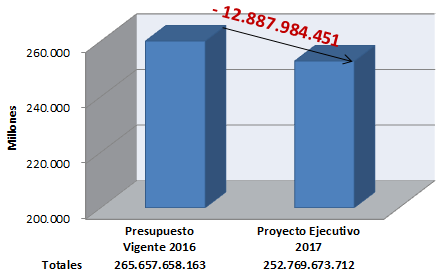 - 12.887.984.451
260.000
240.000
220.000
200.000
Millones
Presupuesto Vigente 2016
Proyecto Ejecutivo 2017
Totales 265.657.658.163 252.769.673.712